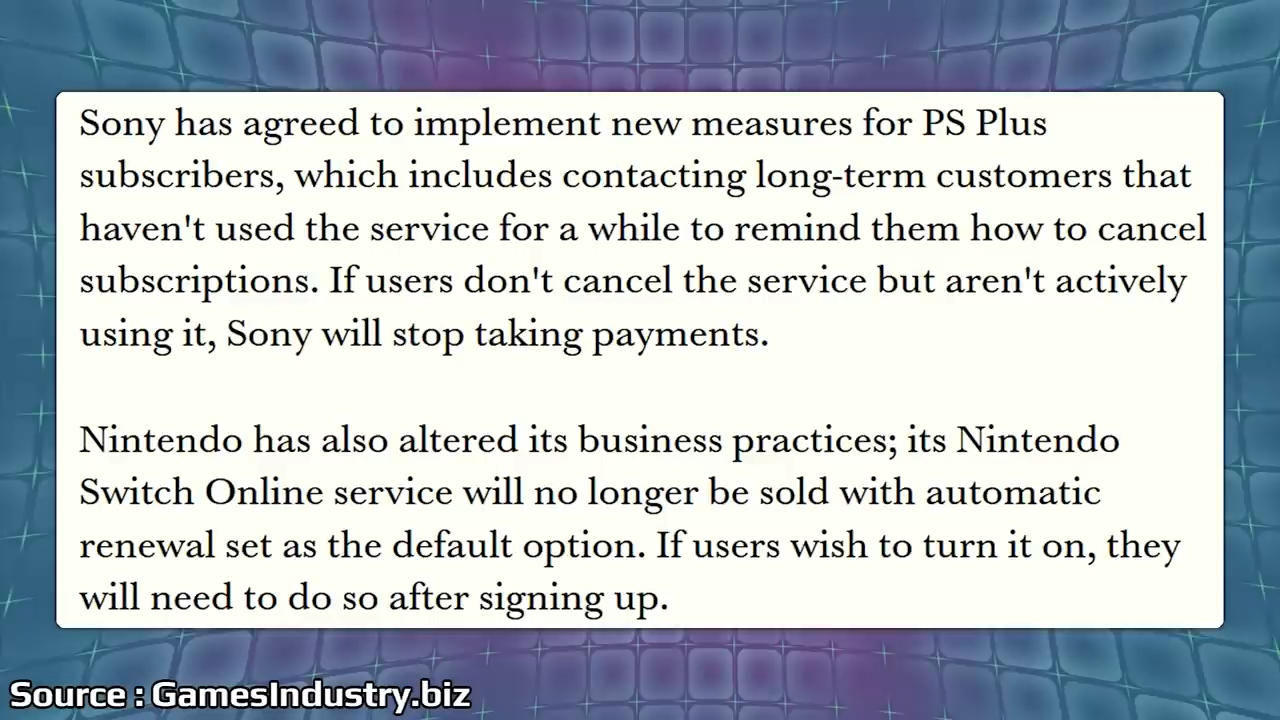 Sony has agreed to implement new measures for PS Plus
subscribers, which includes contacting long-term customers that
haven't used the service for a while to remind them how to cancel
subscriptions. If users don't cancel the service but aren't actively
using it, Sony will stop taking payments.
Nintendo has also altered its business practices; its Nintendo
Switch Online service will no longer be sold with automatic
renewal set as the default option. If users wish to turn it on, they
will need to do so after signing up.
Source : GamesIndustry.biz